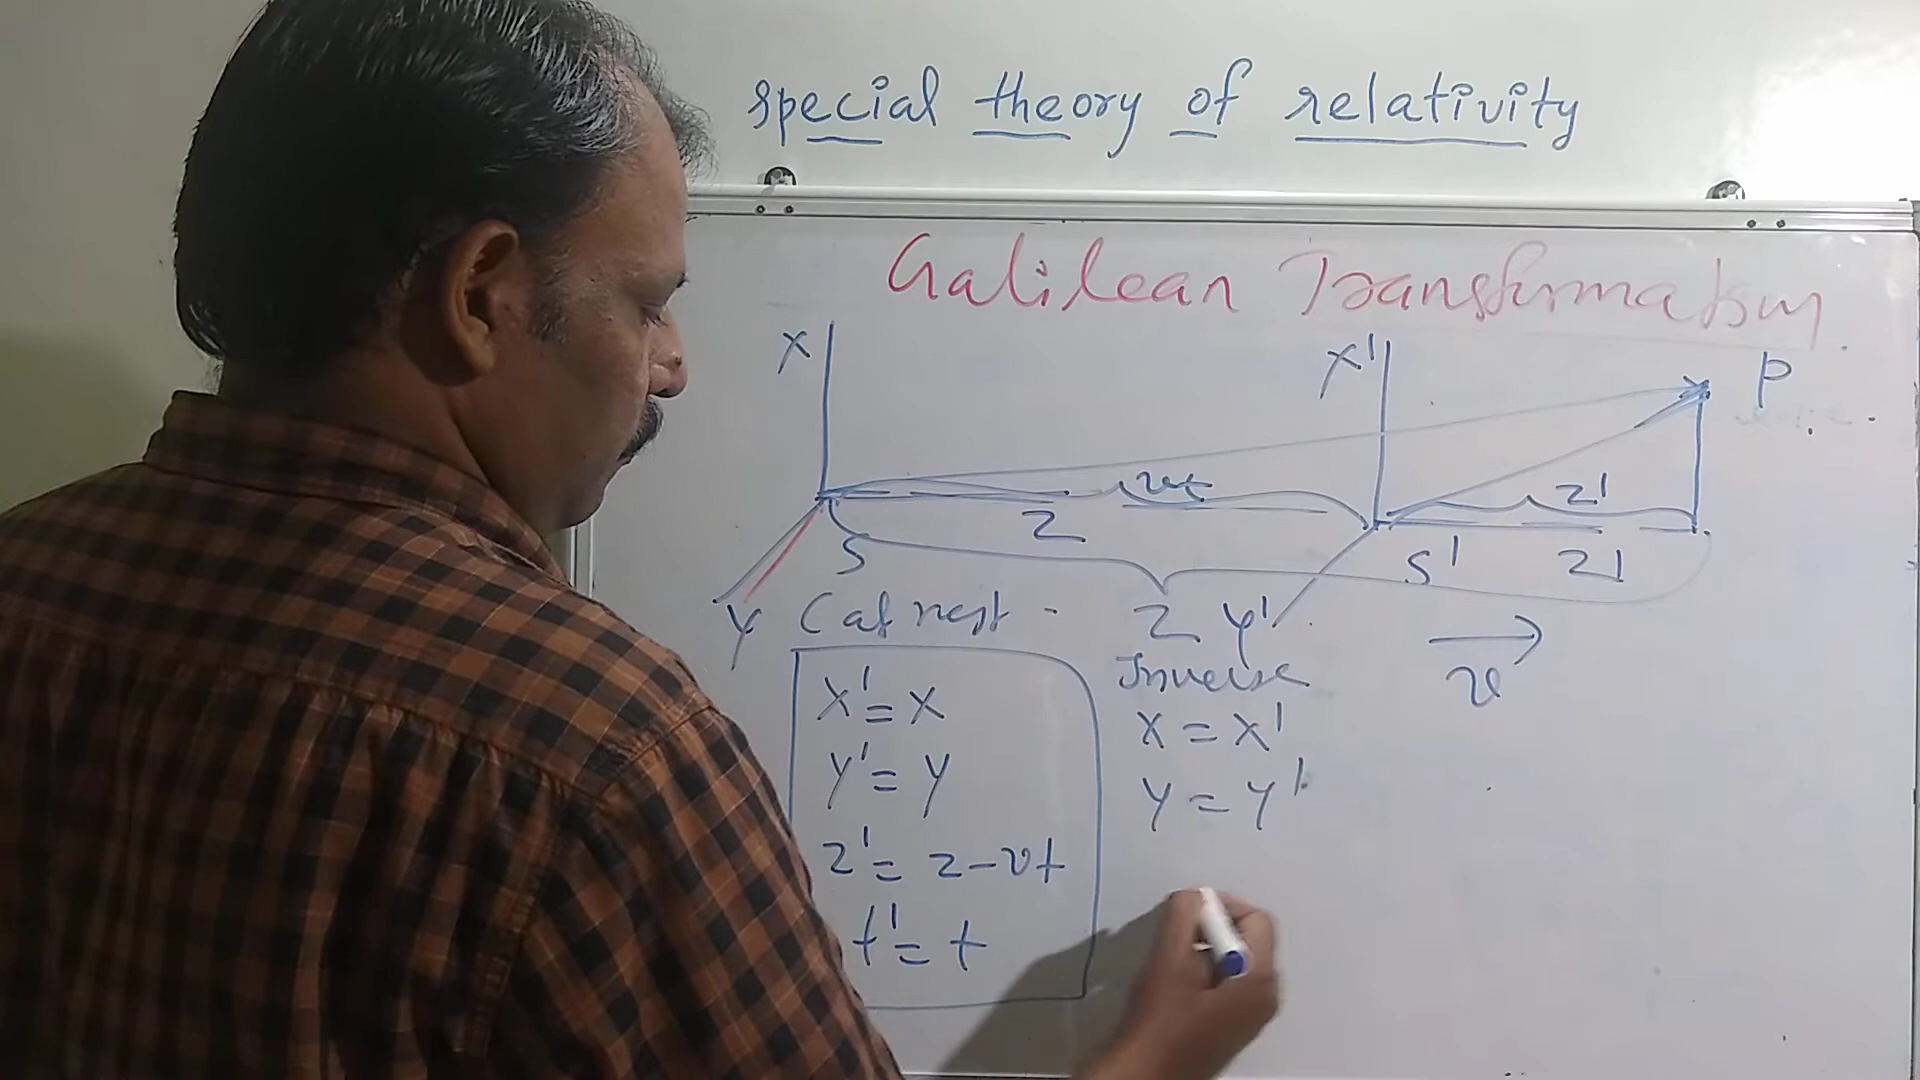 special theory of relativity
Galilean Transformation
X X' P
vt z'
Z
S S' z'
Y (at rest. Z Y'
v
x' = x
y' = y
z' = z - vt
t' = t
Inverse
x = x'
y = y'